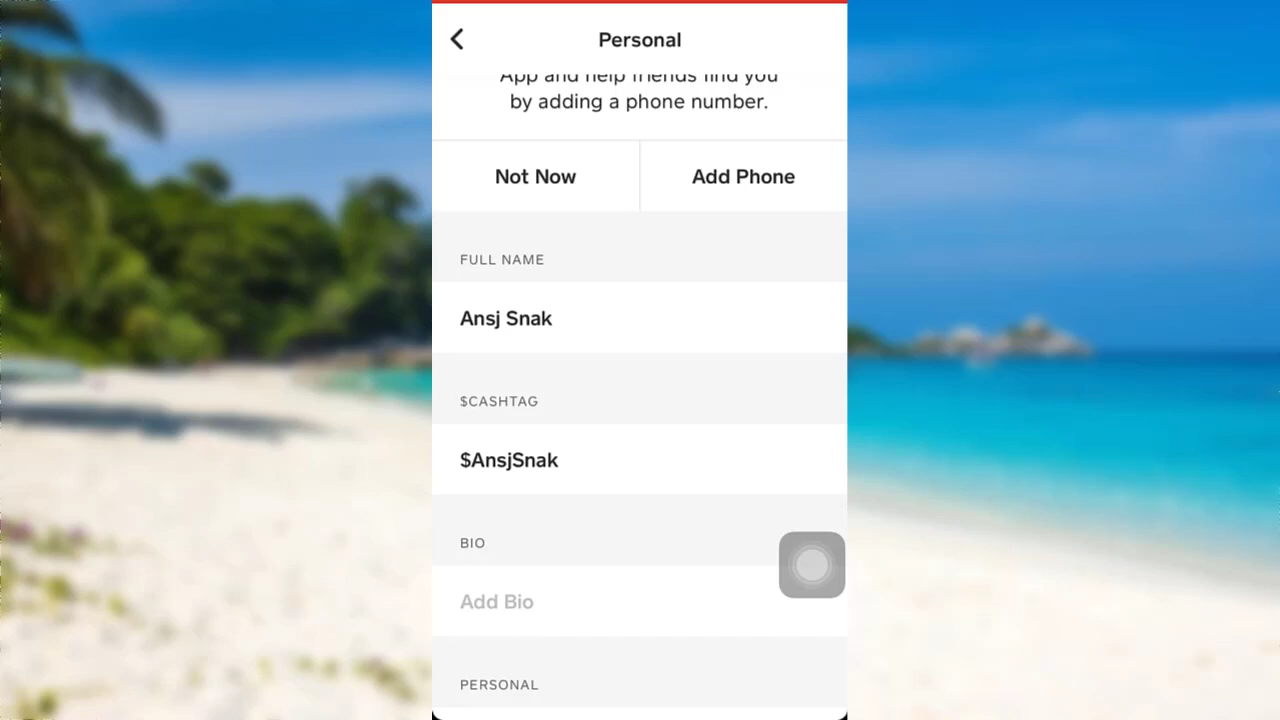 Personal
App and help friends find you
by adding a phone number.
Not Now
Add Phone
FULL NAME
Ansj Snak
$CASHTAG
$AnsjSnak
BIO
Add Bio
PERSONAL